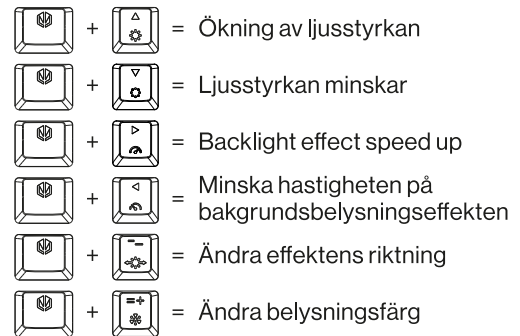 + = Ökning av ljusstyrkan
+ = Ljusstyrkan minskar
+ = Backlight effect speed up
+ = Minska hastigheten på
bakgrundsbelysningseffekten
+ = Ändra effektens riktning
+ = Ändra belysningsfärg